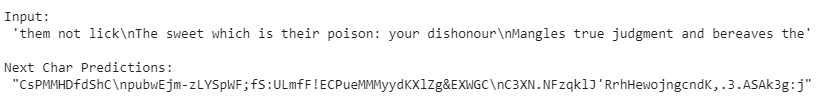 Input:
'them not lick\nThe sweet which is their poison: your dishonour\nMangles true judgment and bereaves the'
Next Char Predictions:
"CsPMMHDfdShC\npubwEjm-zLYSpWF;fS:ULmfF!ECPueMMMyydKXlZg&EXWGC\nC3XN.NFzqklJ'RrhHewojngcndK,.3.ASAk3g:j"